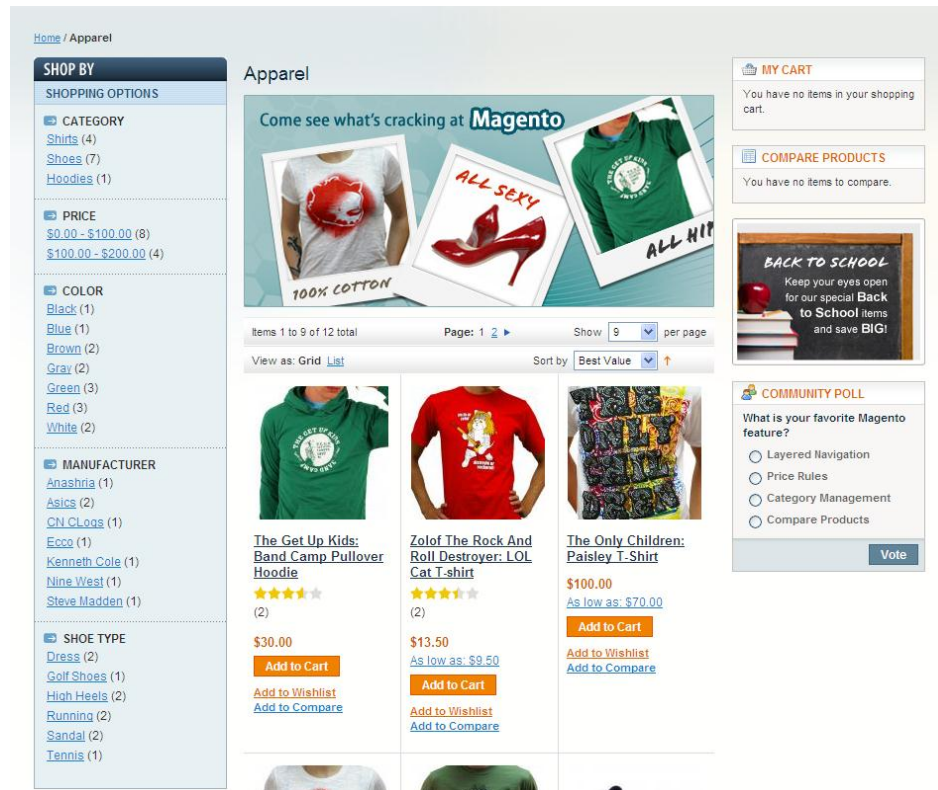 Home / Apparel
SHOP BY
SHOPPING OPTIONS
CATEGORY
Shirts (4)
Shoes (7)
Hoodies (1)
PRICE
$0.00 - $100.00 (8)
$100.00 - $200.00 (4)
COLOR
Black (1)
Blue (1)
Brown (2)
Gray (2)
Green (3)
Red (3)
White (2)
MANUFACTURER
Anashria (1)
Asics (2)
CN CLogs (1)
Ecco (1)
Kenneth Cole (1)
Nine West (1)
Steve Madden (1)
SHOE TYPE
Dress (2)
Golf Shoes (1)
High Heels (2)
Running (2)
Sandal (2)
Tennis (1)
Apparel
Come see what's cracking at Magento
100% COTTON
ALL SEXY
THE GET UP KIDS
ALL HIP
Items 1 to 9 of 12 total Page: 1 2 Show 9 per page
View as: Grid List Sort by Best Value
THE GET UP KIDS
BAND CAMP
The Get Up Kids:
Band Camp Pullover
Hoodie
(2)
$30.00
Add to Cart
Add to Wishlist
Add to Compare
Zolof The Rock And
Roll Destroyer: LOL
Cat T-shirt
(2)
$13.50
As low as: $9.50
Add to Cart
Add to Wishlist
Add to Compare
The Only Children:
Paisley T-Shirt
$100.00
As low as: $70.00
Add to Cart
Add to Wishlist
Add to Compare
MY CART
You have no items in your shopping
cart.
COMPARE PRODUCTS
You have no items to compare.
BACK TO SCHOOL
Keep your eyes open
for our special Back
to School items
and save BIG!
COMMUNITY POLL
What is your favorite Magento
feature?
Layered Navigation
Price Rules
Category Management
Compare Products
Vote